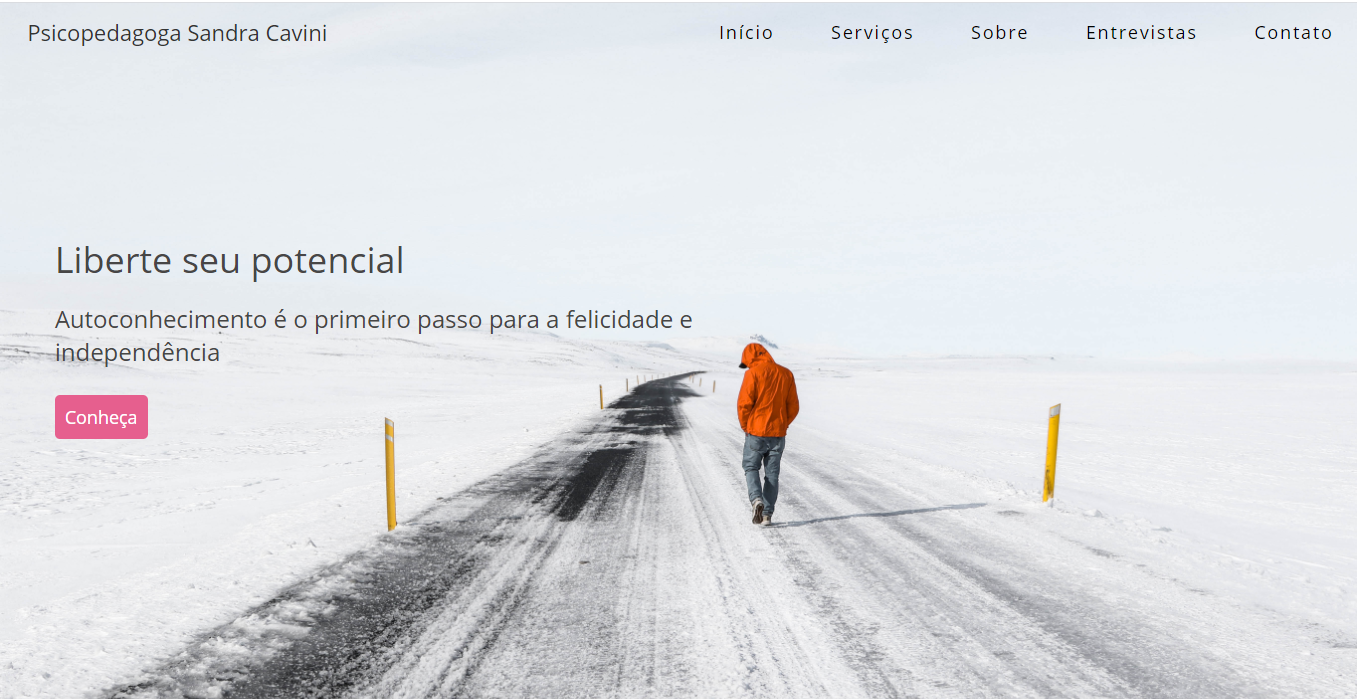 Psicopedagoga Sandra Cavini
Início
Serviços
Sobre
Entrevistas
Contato
Liberte seu potencial
Autoconhecimento é o primeiro passo para a felicidade e
independência
Conheça